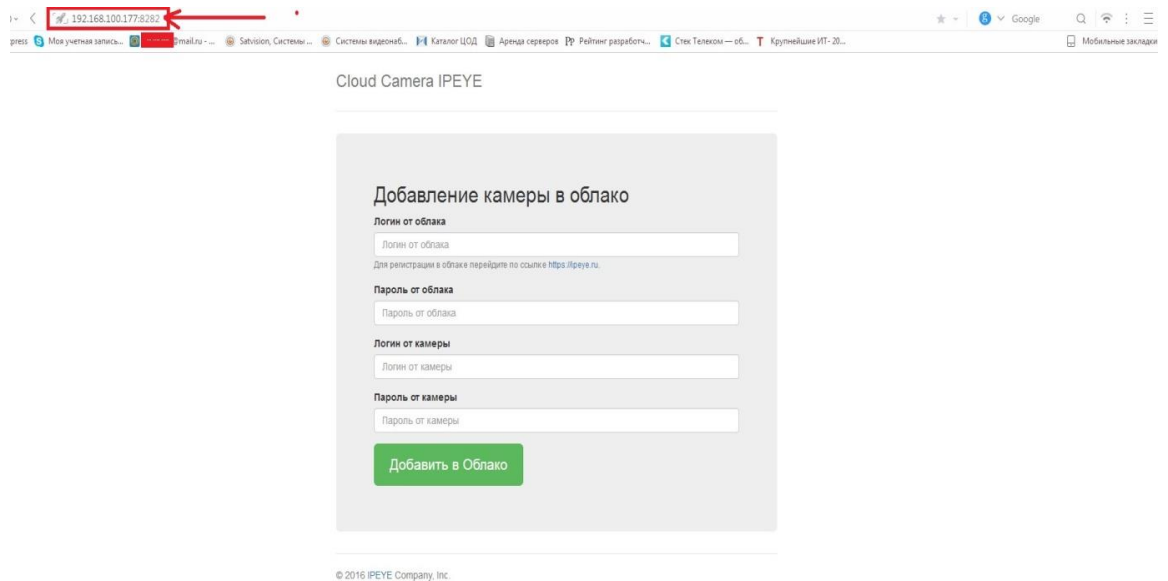 192.168.100.177:8282
Google
press Моя учетная запись... @mail.ru - ... Satvision, Системы ... Системы видеонаб... Каталог ЦОД Аренда серверов Рейтинг разработч... Стек Телеком — об... Крупнейшие ИТ- 20... Мобильные закладки
Cloud Camera IPEYE
Добавление камеры в облако
Логин от облака
Логин от облака
Для регистрации в облаке перейдите по ссылке https://ipeye.ru.
Пароль от облака
Пароль от облака
Логин от камеры
Логин от камеры
Пароль от камеры
Пароль от камеры
Добавить в Облако
© 2016 IPEYE Company, Inc.